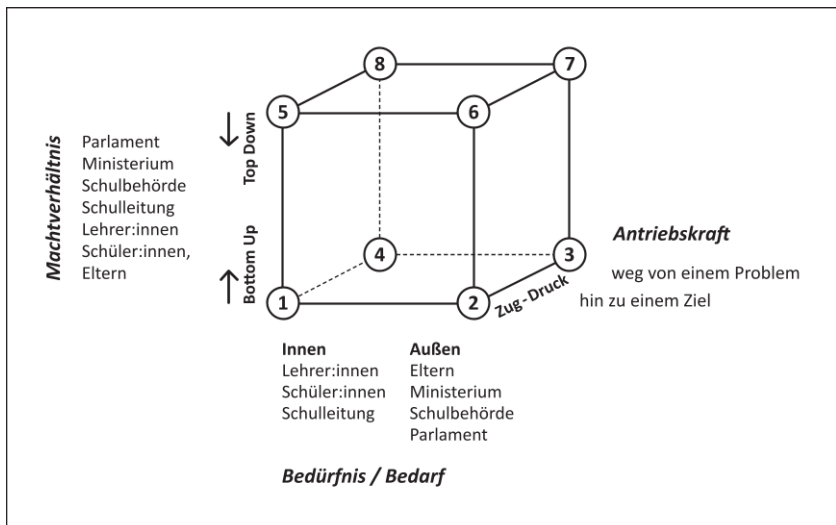 8
7
5
6
Machtverhältnis
Parlament
Ministerium
Schulbehörde
Schulleitung
Lehrer:innen
Schüler:innen,
Eltern
Top Down
Bottom Up
4
3
1
2
Zug-Druck
Antriebskraft
weg von einem Problem
hin zu einem Ziel
Innen
Lehrer:innen
Schüler:innen
Schulleitung
Außen
Eltern
Ministerium
Schulbehörde
Parlament
Bedürfnis / Bedarf